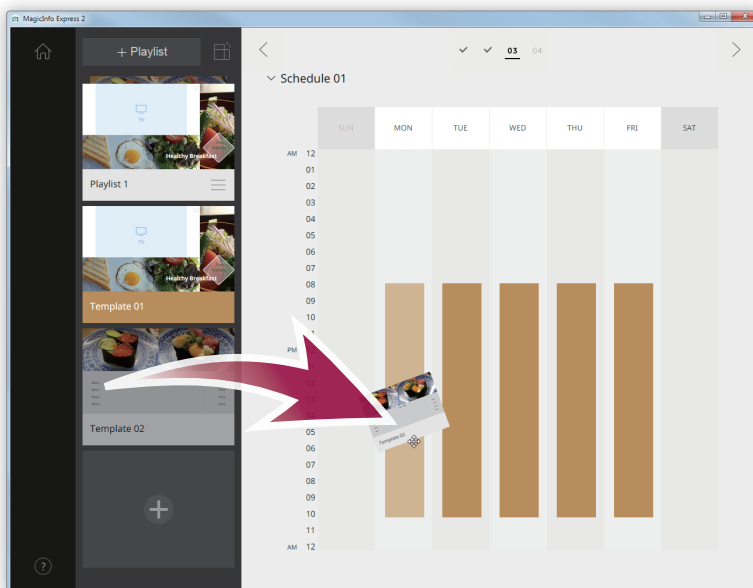 MagicInfo Express 2
+ Playlist
03 04
Schedule 01
TV
Healthy Breakfast
Playlist 1
TV
Healthy Breakfast
Template 01
Template 02
?
SUN MON TUE WED THU FRI SAT
AM 12
01
02
03
04
05
06
07
08
09
10
PM
05
06
07
08
09
10
11
AM 12
Template 02